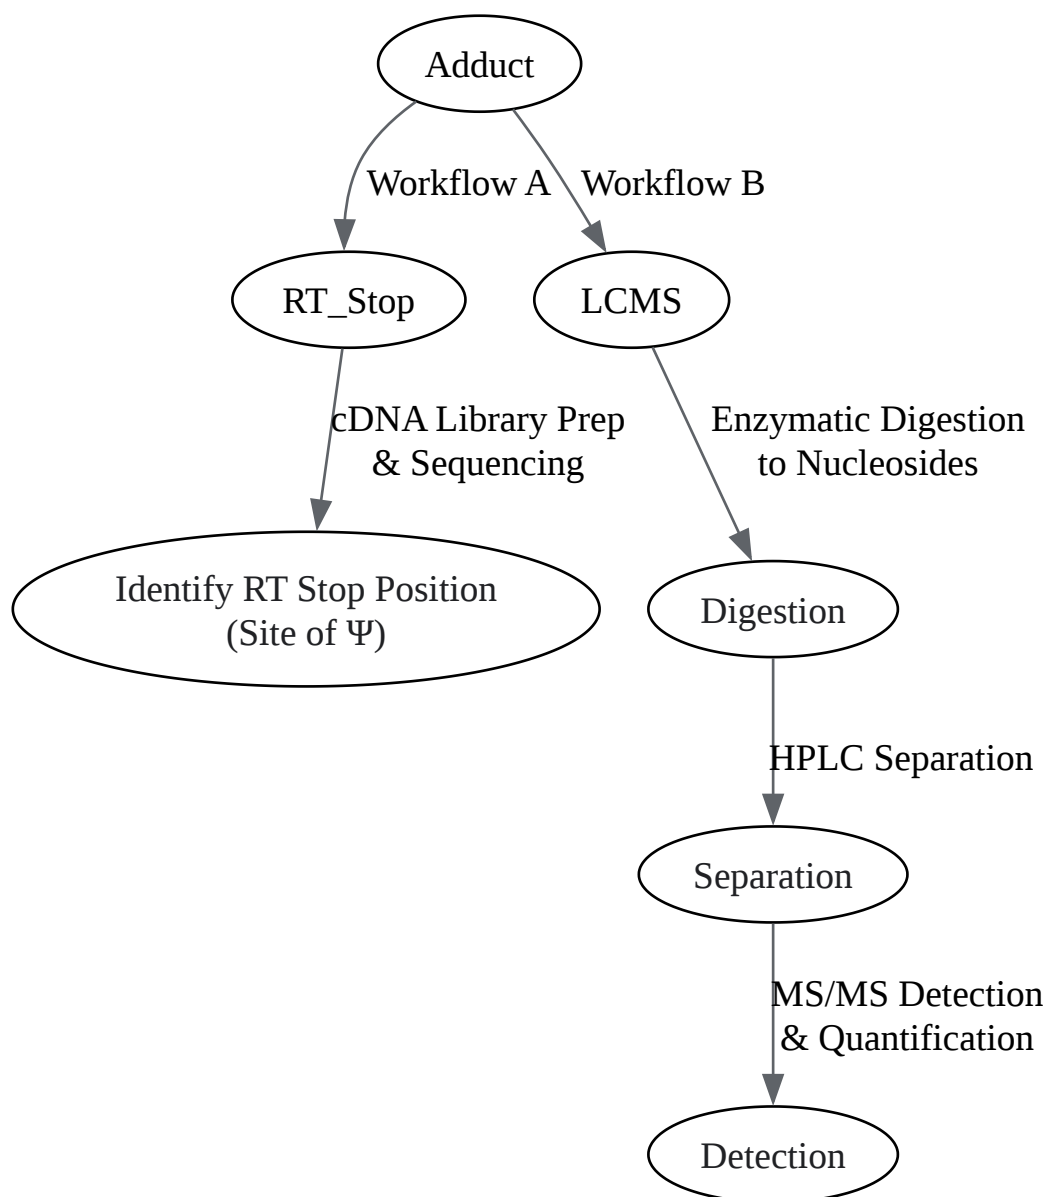 Adduct
Workflow A
Workflow B
RT_Stop
LCMS
cDNA Library Prep
& Sequencing
Enzymatic Digestion
to Nucleosides
Identify RT Stop Position
(Site of Ψ)
Digestion
HPLC Separation
Separation
MS/MS Detection
& Quantification
Detection